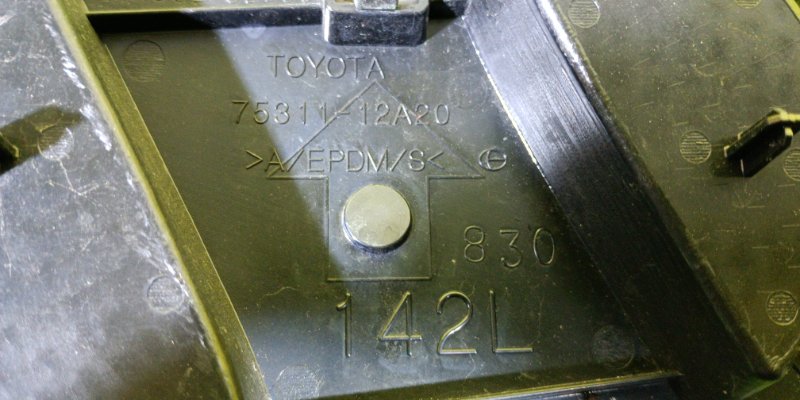 TOYOTA
75311-12A20
>A/EPDM/S<
830
142L